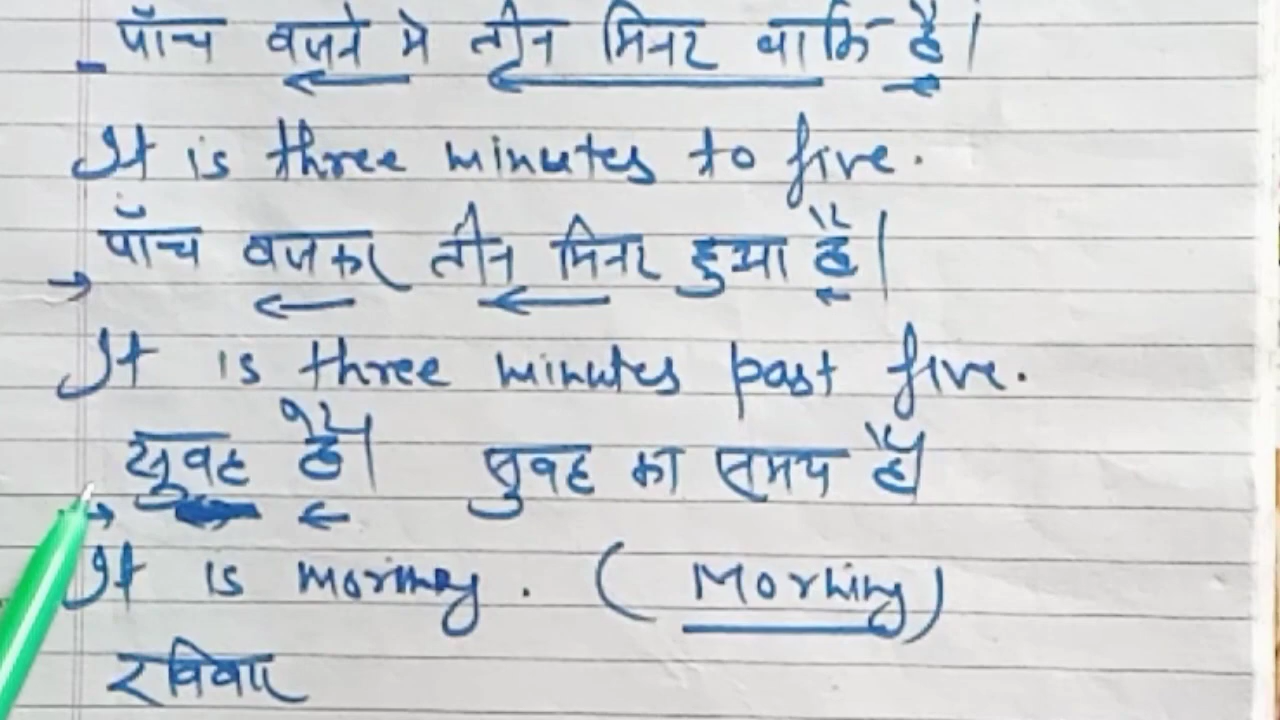 पाँच बजने मे तीन मिनट बाकि है।
It is three minutes to five.
पाँच बजकर तीन मिनट हुआ है।
It is three minutes past five.
सुबह है। सुबह का समय है।
It is morning. (Morning)
रविवार